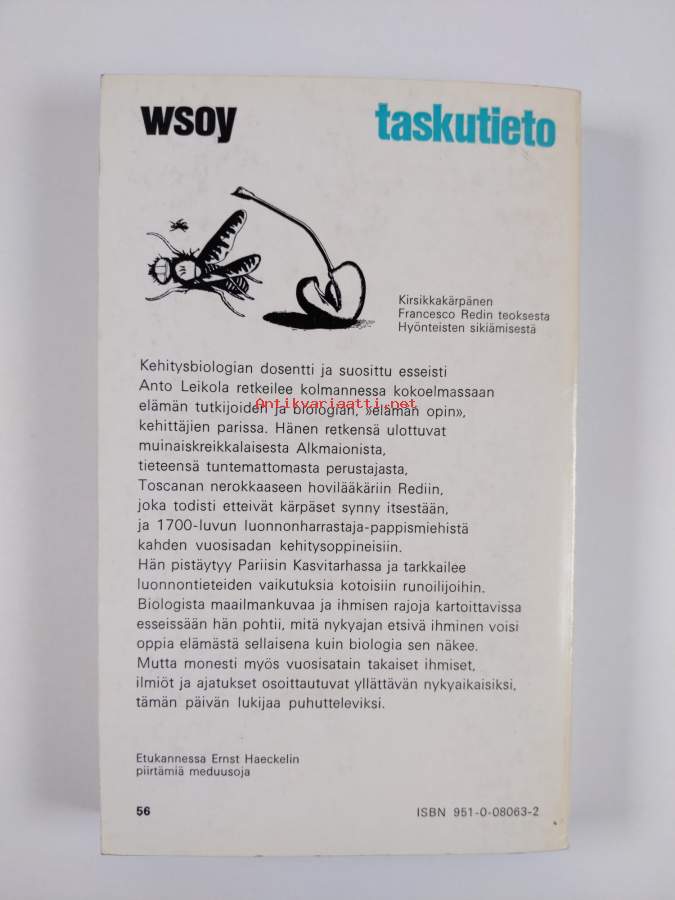 wsoy
taskutieto
Kirsikkakärpänen
Francesco Redin teoksesta
Hyönteisten sikiämisestä
Kehitysbiologian dosentti ja suosittu esseisti
Anto Leikola retkeilee kolmannessa kokoelmassaan
Antikvariaatti.net
elämän tutkijoiden ja biologian, »elämän opin»,
kehittäjien parissa. Hänen retkensä ulottuvat
muinaiskreikkalaisesta Alkmaionista,
tieteensä tuntemattomasta perustajasta,
Toscanan nerokkaaseen hovilääkäriin Rediin,
joka todisti etteivät kärpäset synny itsestään,
ja 1700-luvun luonnonharrastaja-pappismiehistä
kahden vuosisadan kehitysoppineisiin.
Hän pistäytyy Pariisin Kasvitarhassa ja tarkkailee
luonnontieteiden vaikutuksia kotoisiin runoilijoihin.
Biologista maailmankuvaa ja ihmisen rajoja kartoittavissa
esseissään hän pohtii, mitä nykyajan etsivä ihminen voisi
oppia elämästä sellaisena kuin biologia sen näkee.
Mutta monesti myös vuosisatain takaiset ihmiset,
ilmiöt ja ajatukset osoittautuvat yllättävän nykyaikaisiksi,
tämän päivän lukijaa puhutteleviksi.
Etukannessa Ernst Haeckelin
piirtämiä meduusoja
56
ISBN 951-0-08063-2